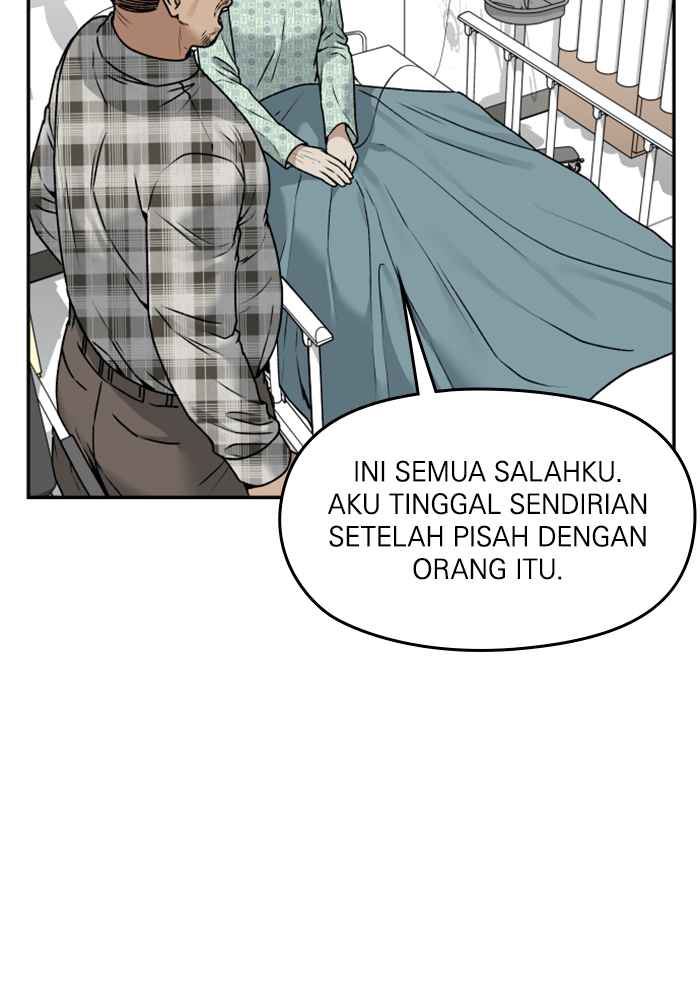 INI SEMUA SALAHKU.
AKU TINGGAL SENDIRIAN
SETELAH PISAH DENGAN
ORANG ITU.